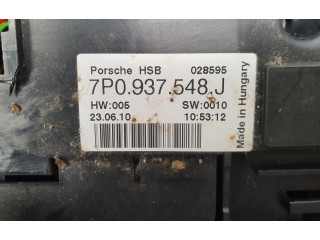 Porsche HSB 028595
7P0.937.548.J
HW:005 SW:0010
23.06.10 10:53:12
Made in Hungary